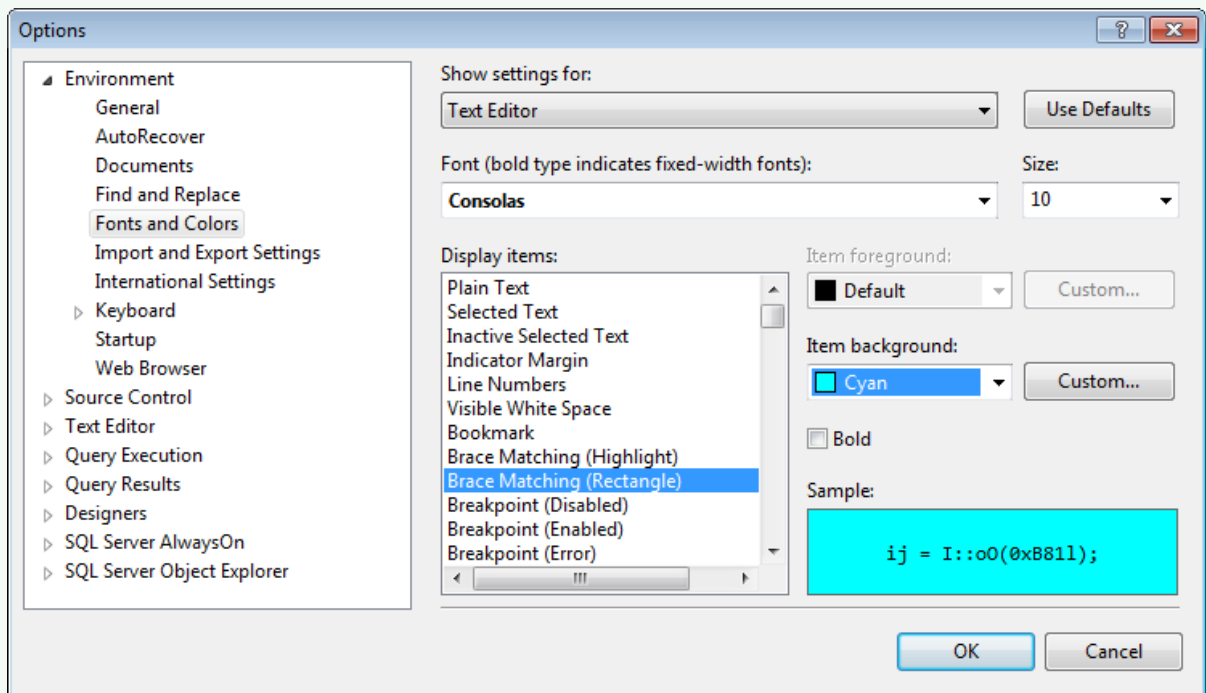 Options
Environment
General
AutoRecover
Documents
Find and Replace
Fonts and Colors
Import and Export Settings
International Settings
Keyboard
Startup
Web Browser
Source Control
Text Editor
Query Execution
Query Results
Designers
SQL Server AlwaysOn
SQL Server Object Explorer
Show settings for:
Text Editor
Use Defaults
Font (bold type indicates fixed-width fonts):
Size:
Consolas
10
Display items:
Plain Text
Selected Text
Inactive Selected Text
Indicator Margin
Line Numbers
Visible White Space
Bookmark
Brace Matching (Highlight)
Brace Matching (Rectangle)
Breakpoint (Disabled)
Breakpoint (Enabled)
Breakpoint (Error)
Item foreground:
Default
Custom...
Item background:
Cyan
Custom...
Bold
Sample:
ij = I::oO(0xB81l);
OK
Cancel